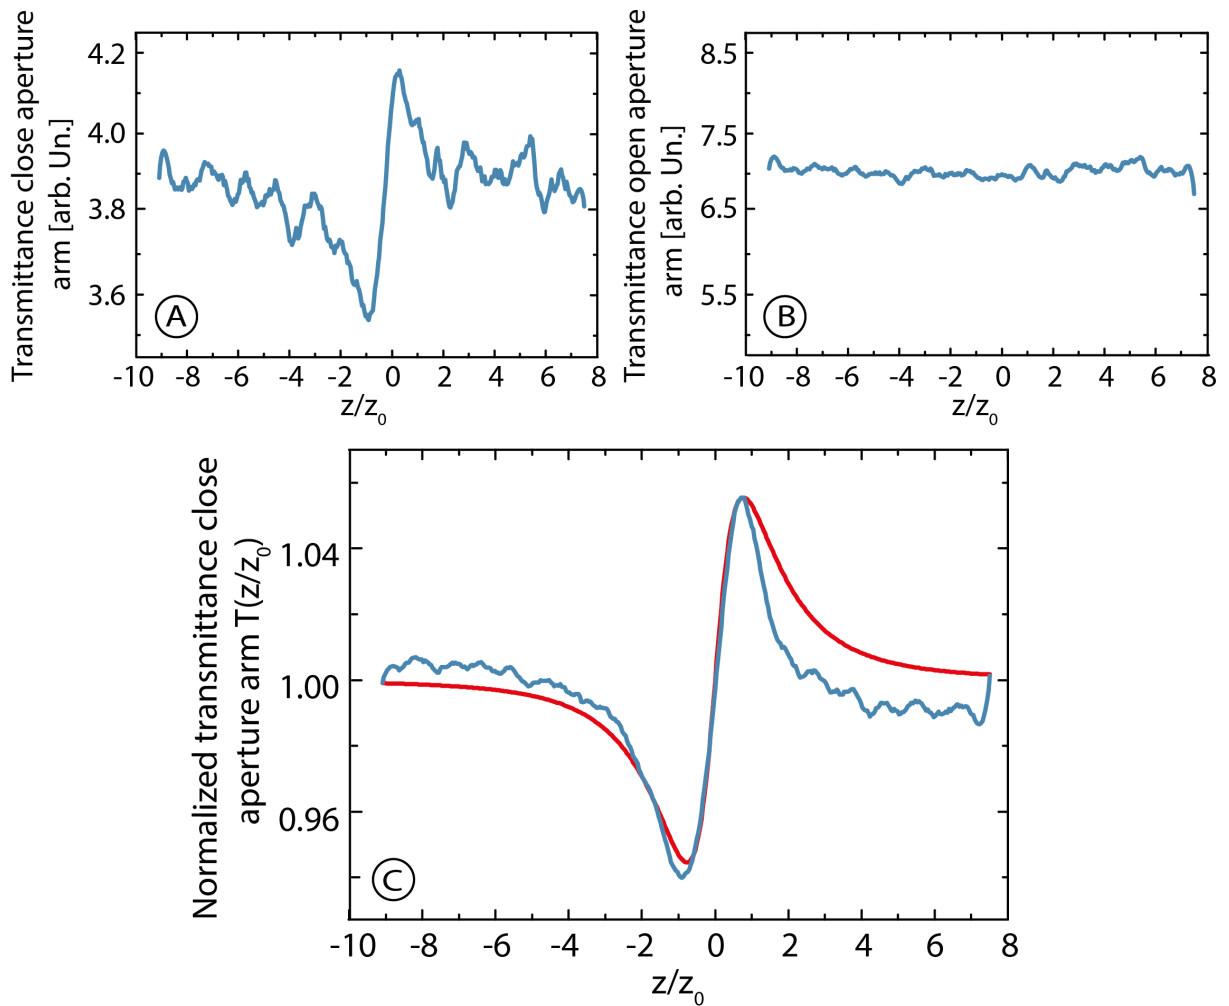 Transmittance close aperture
arm [arb. Un.]
4.2
4.0
3.8
3.6
A
-10 -8 -6 -4 -2 0 2 4 6 8
z/z0
Transmittance open aperture
arm [arb. Un.]
8.5
7.5
6.5
5.5
B
-10 -8 -6 -4 -2 0 2 4 6 8
z/z0
Normalized transmittance close
aperture arm T(z/z0)
1.04
1.00
0.96
C
-10 -8 -6 -4 -2 0 2 4 6 8
z/z0